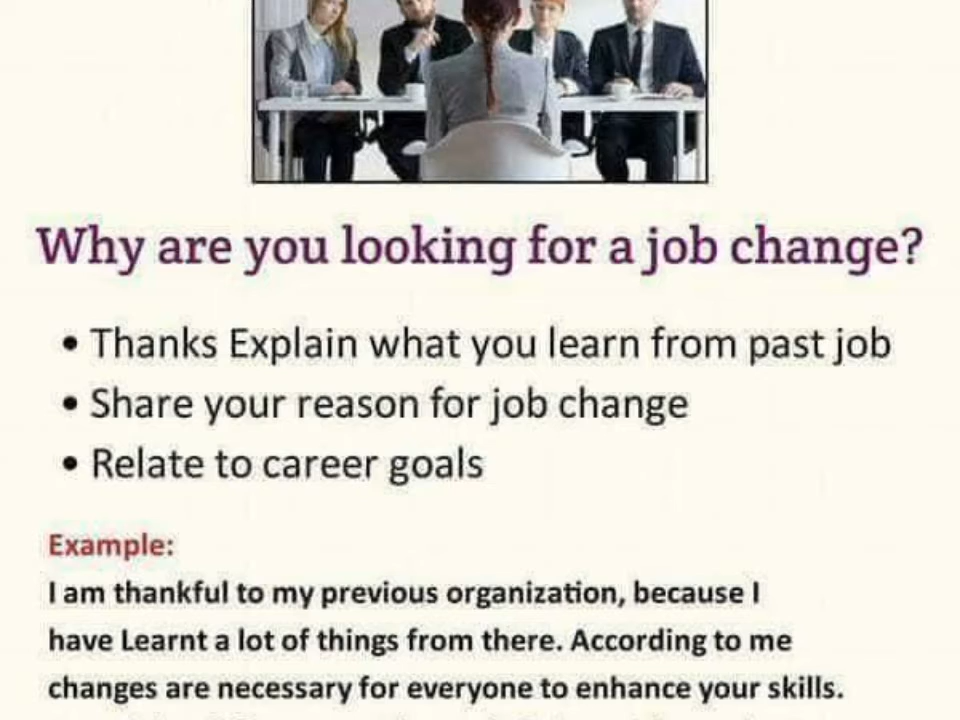 Why are you looking for a job change?
• Thanks Explain what you learn from past job
• Share your reason for job change
• Relate to career goals
Example:
I am thankful to my previous organization, because I
have Learnt a lot of things from there. According to me
changes are necessary for everyone to enhance your skills.